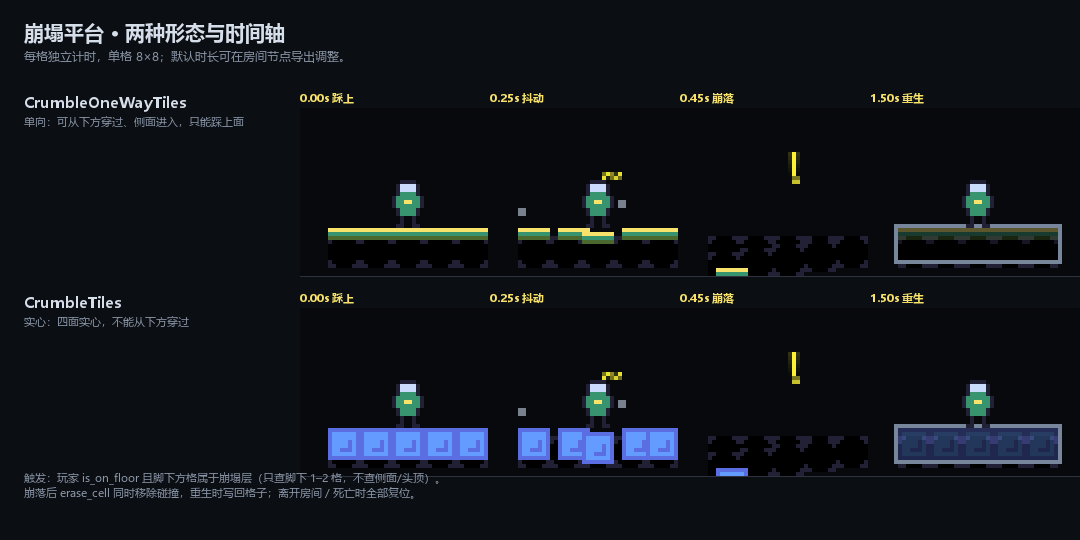 崩塌平台 · 两种形态与时间轴
每格独立计时，单格 8×8；默认时长可在房间节点导出调整。
CrumbleOneWayTiles
单向：可从下方穿过、侧面进入，只能踩上面
0.00s 踩上
0.25s 抖动
0.45s 崩落
1.50s 重生
CrumbleTiles
实心：四面实心，不能从下方穿过
0.00s 踩上
0.25s 抖动
0.45s 崩落
1.50s 重生
触发：玩家 is_on_floor 且脚下方格属于崩塌层（只查脚下 1–2 格，不查侧面/头顶）。
崩落后 erase_cell 同时移除碰撞，重生时写回格子；离开房间 / 死亡时全部复位。